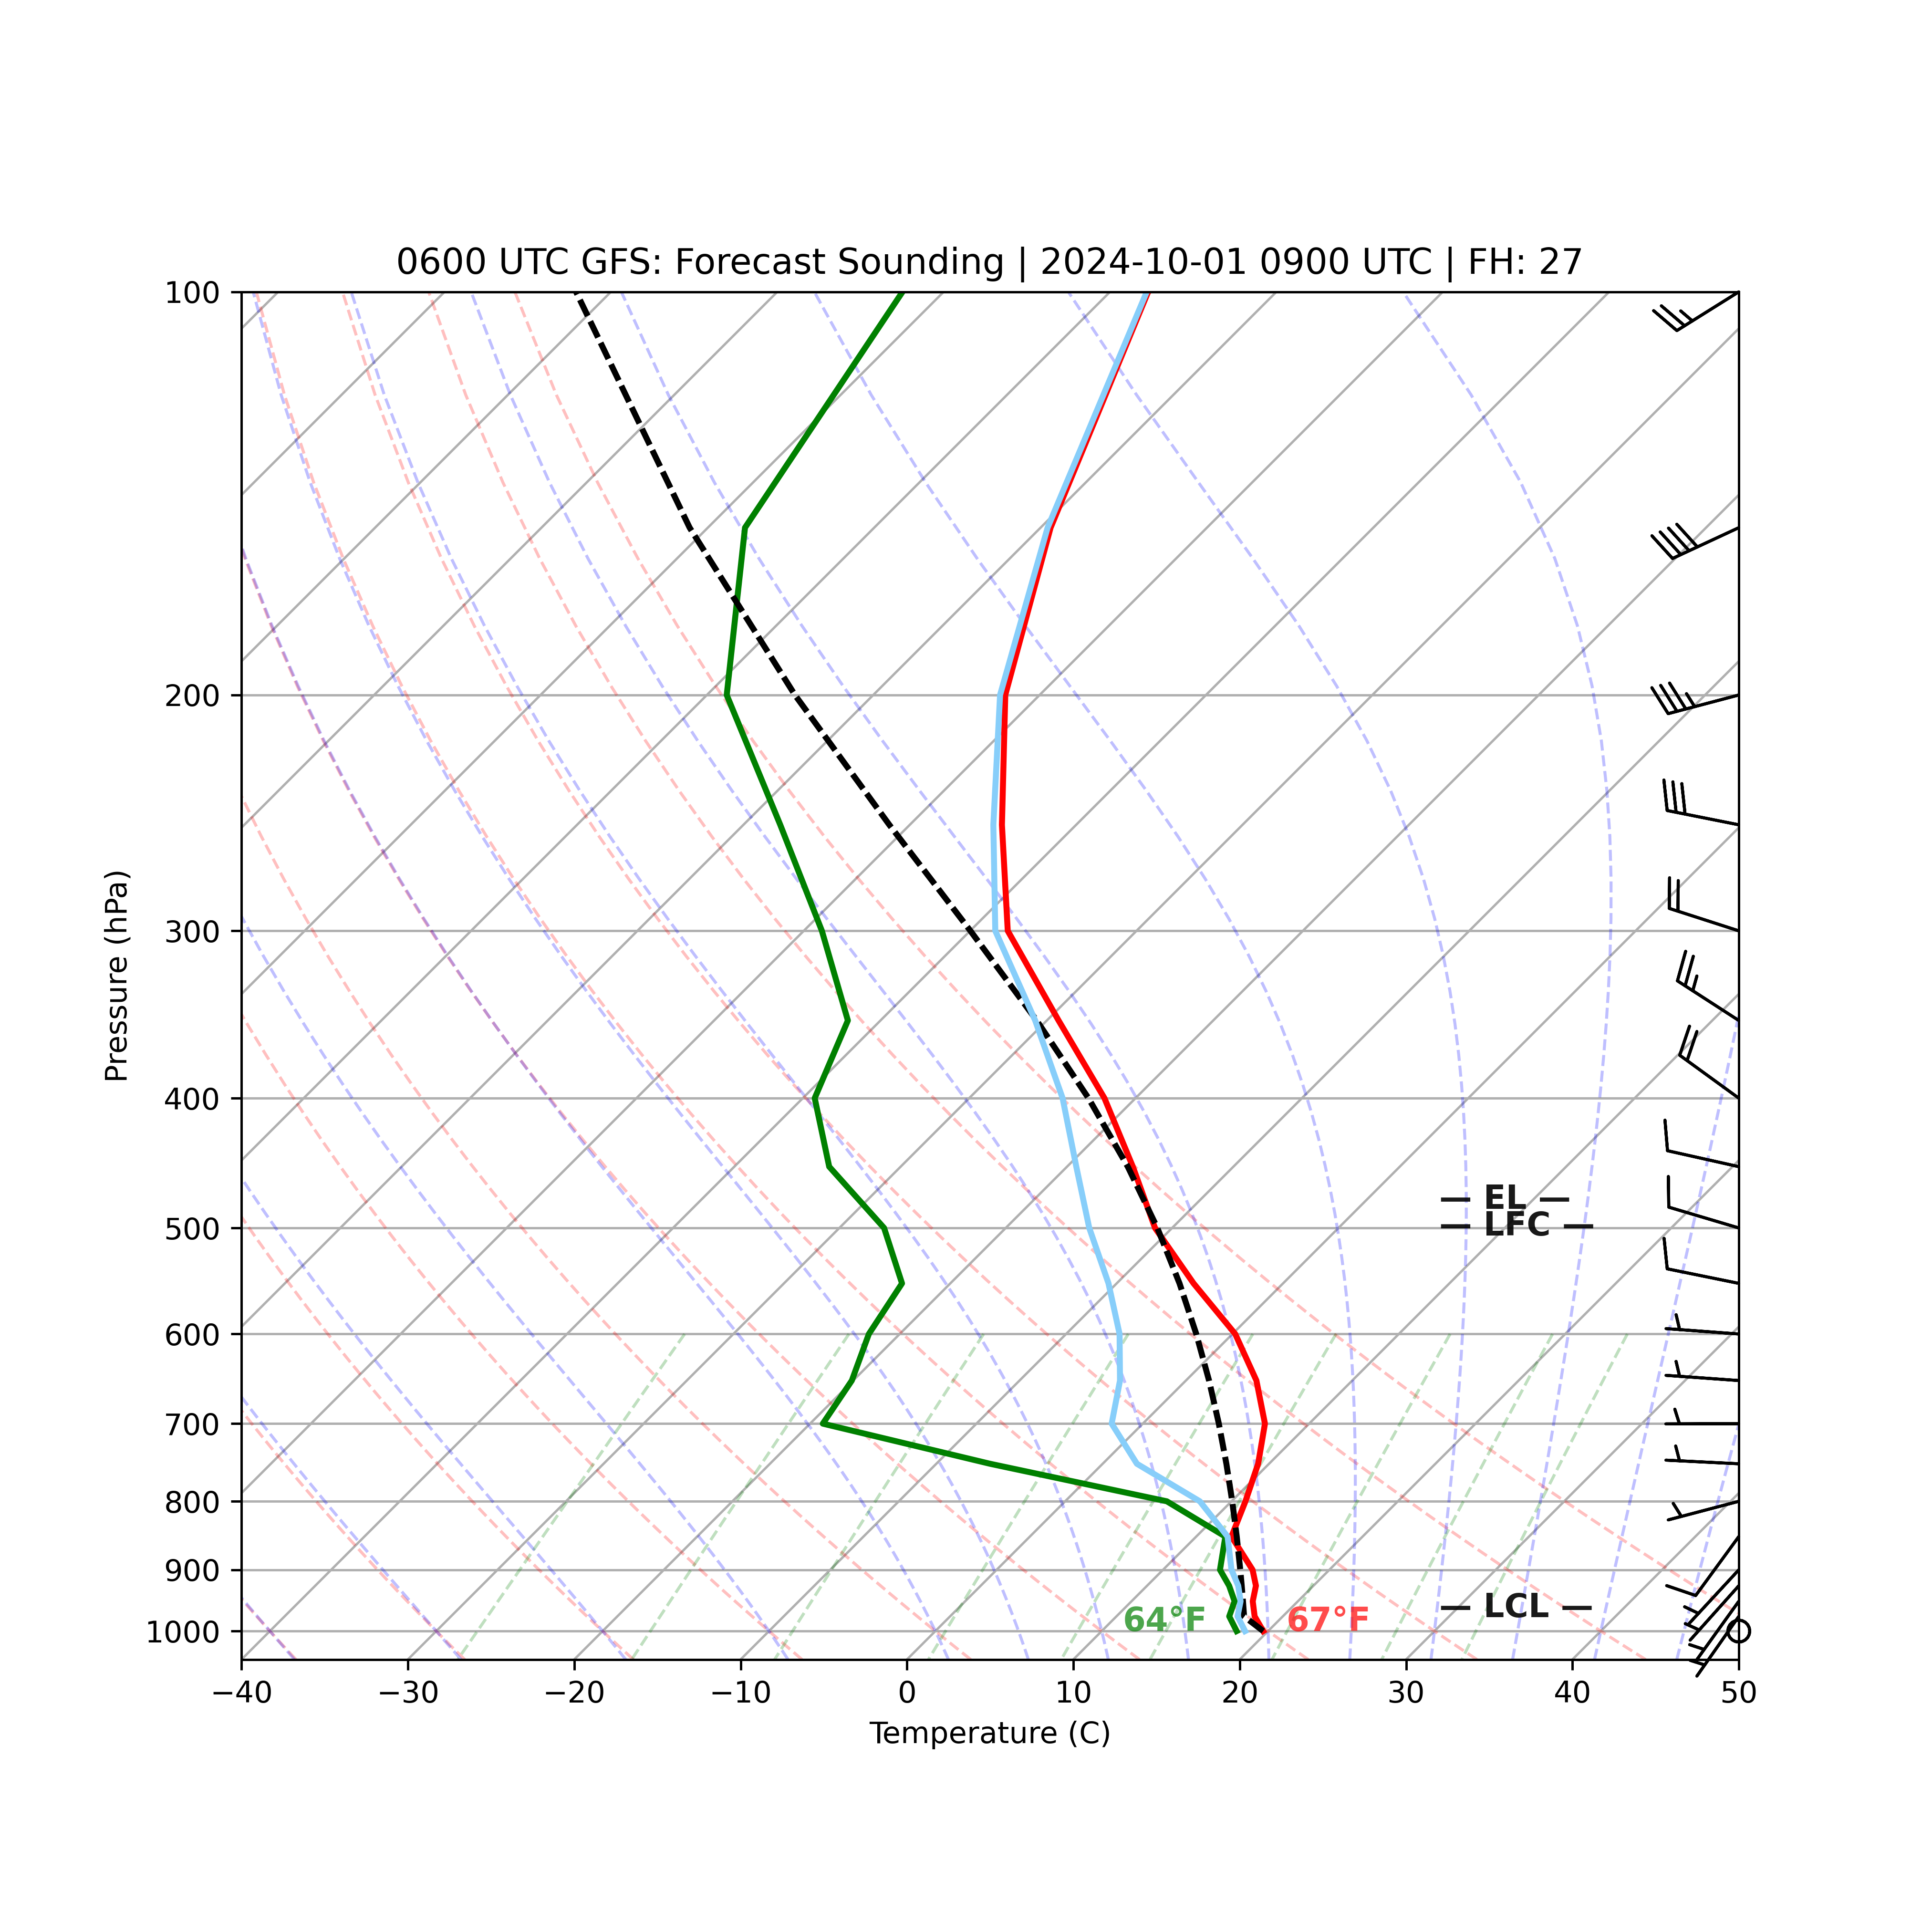 0600 UTC GFS: Forecast Sounding | 2024-10-01 0900 UTC | FH: 27
100
200
300
400
500
600
700
800
900
1000
Pressure (hPa)
— EL —
— LFC —
— LCL —
64°F 67°F
−40 −30 −20 −10 0 10 20 30 40 50
Temperature (C)